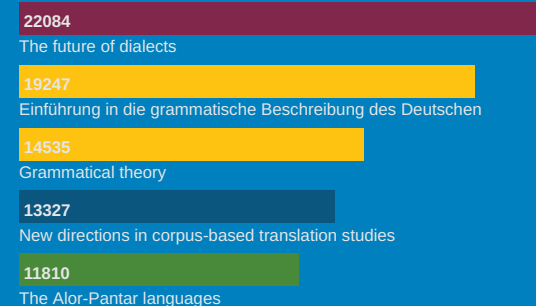 22084
The future of dialects
19247
Einführung in die grammatische Beschreibung des Deutschen
14535
Grammatical theory
13327
New directions in corpus-based translation studies
11810
The Alor-Pantar languages